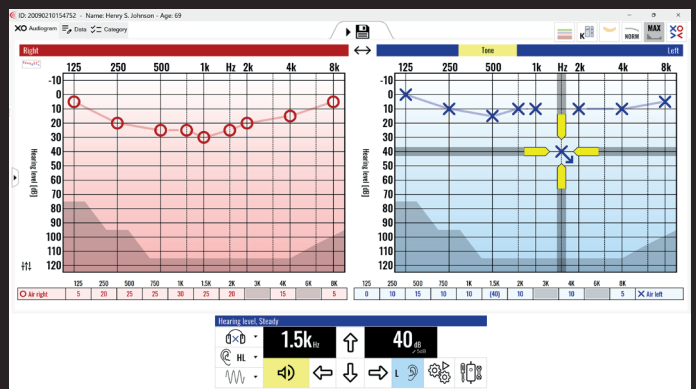 ID: 20090210154752 - Name: Henry S. Johnson - Age: 69
XO Audiogram Data Category
K NORM MAX XO
Right
Tone Left
125 250 500 1k Hz 2k 4k 8k
125 250 500 1k Hz 2k 4k 8k
-10
0
10
20
30
40
50
60
70
80
90
100
110
120
Hearing level [dB]
-10
0
10
20
30
40
50
60
70
80
90
100
110
120
Hearing level [dB]
125 250 500 750 1K 1.5K 2K 3K 4K 6K 8K
O Air right 5 20 25 25 30 25 20 15 5
125 250 500 750 1K 1.5K 2K 3K 4K 6K 8K
0 10 15 10 10 (40) 10 10 5 X Air left
Hearing level, Steady
1.5k Hz
40 dB
5dB
HL
L